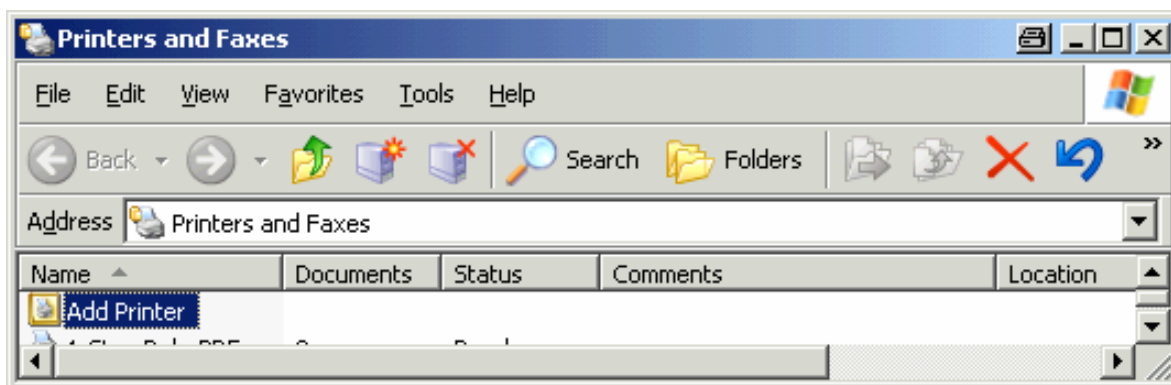 Printers and Faxes
File Edit View Favorites Tools Help
Back Search Folders »
Address Printers and Faxes
Name Documents Status Comments Location
Add Printer